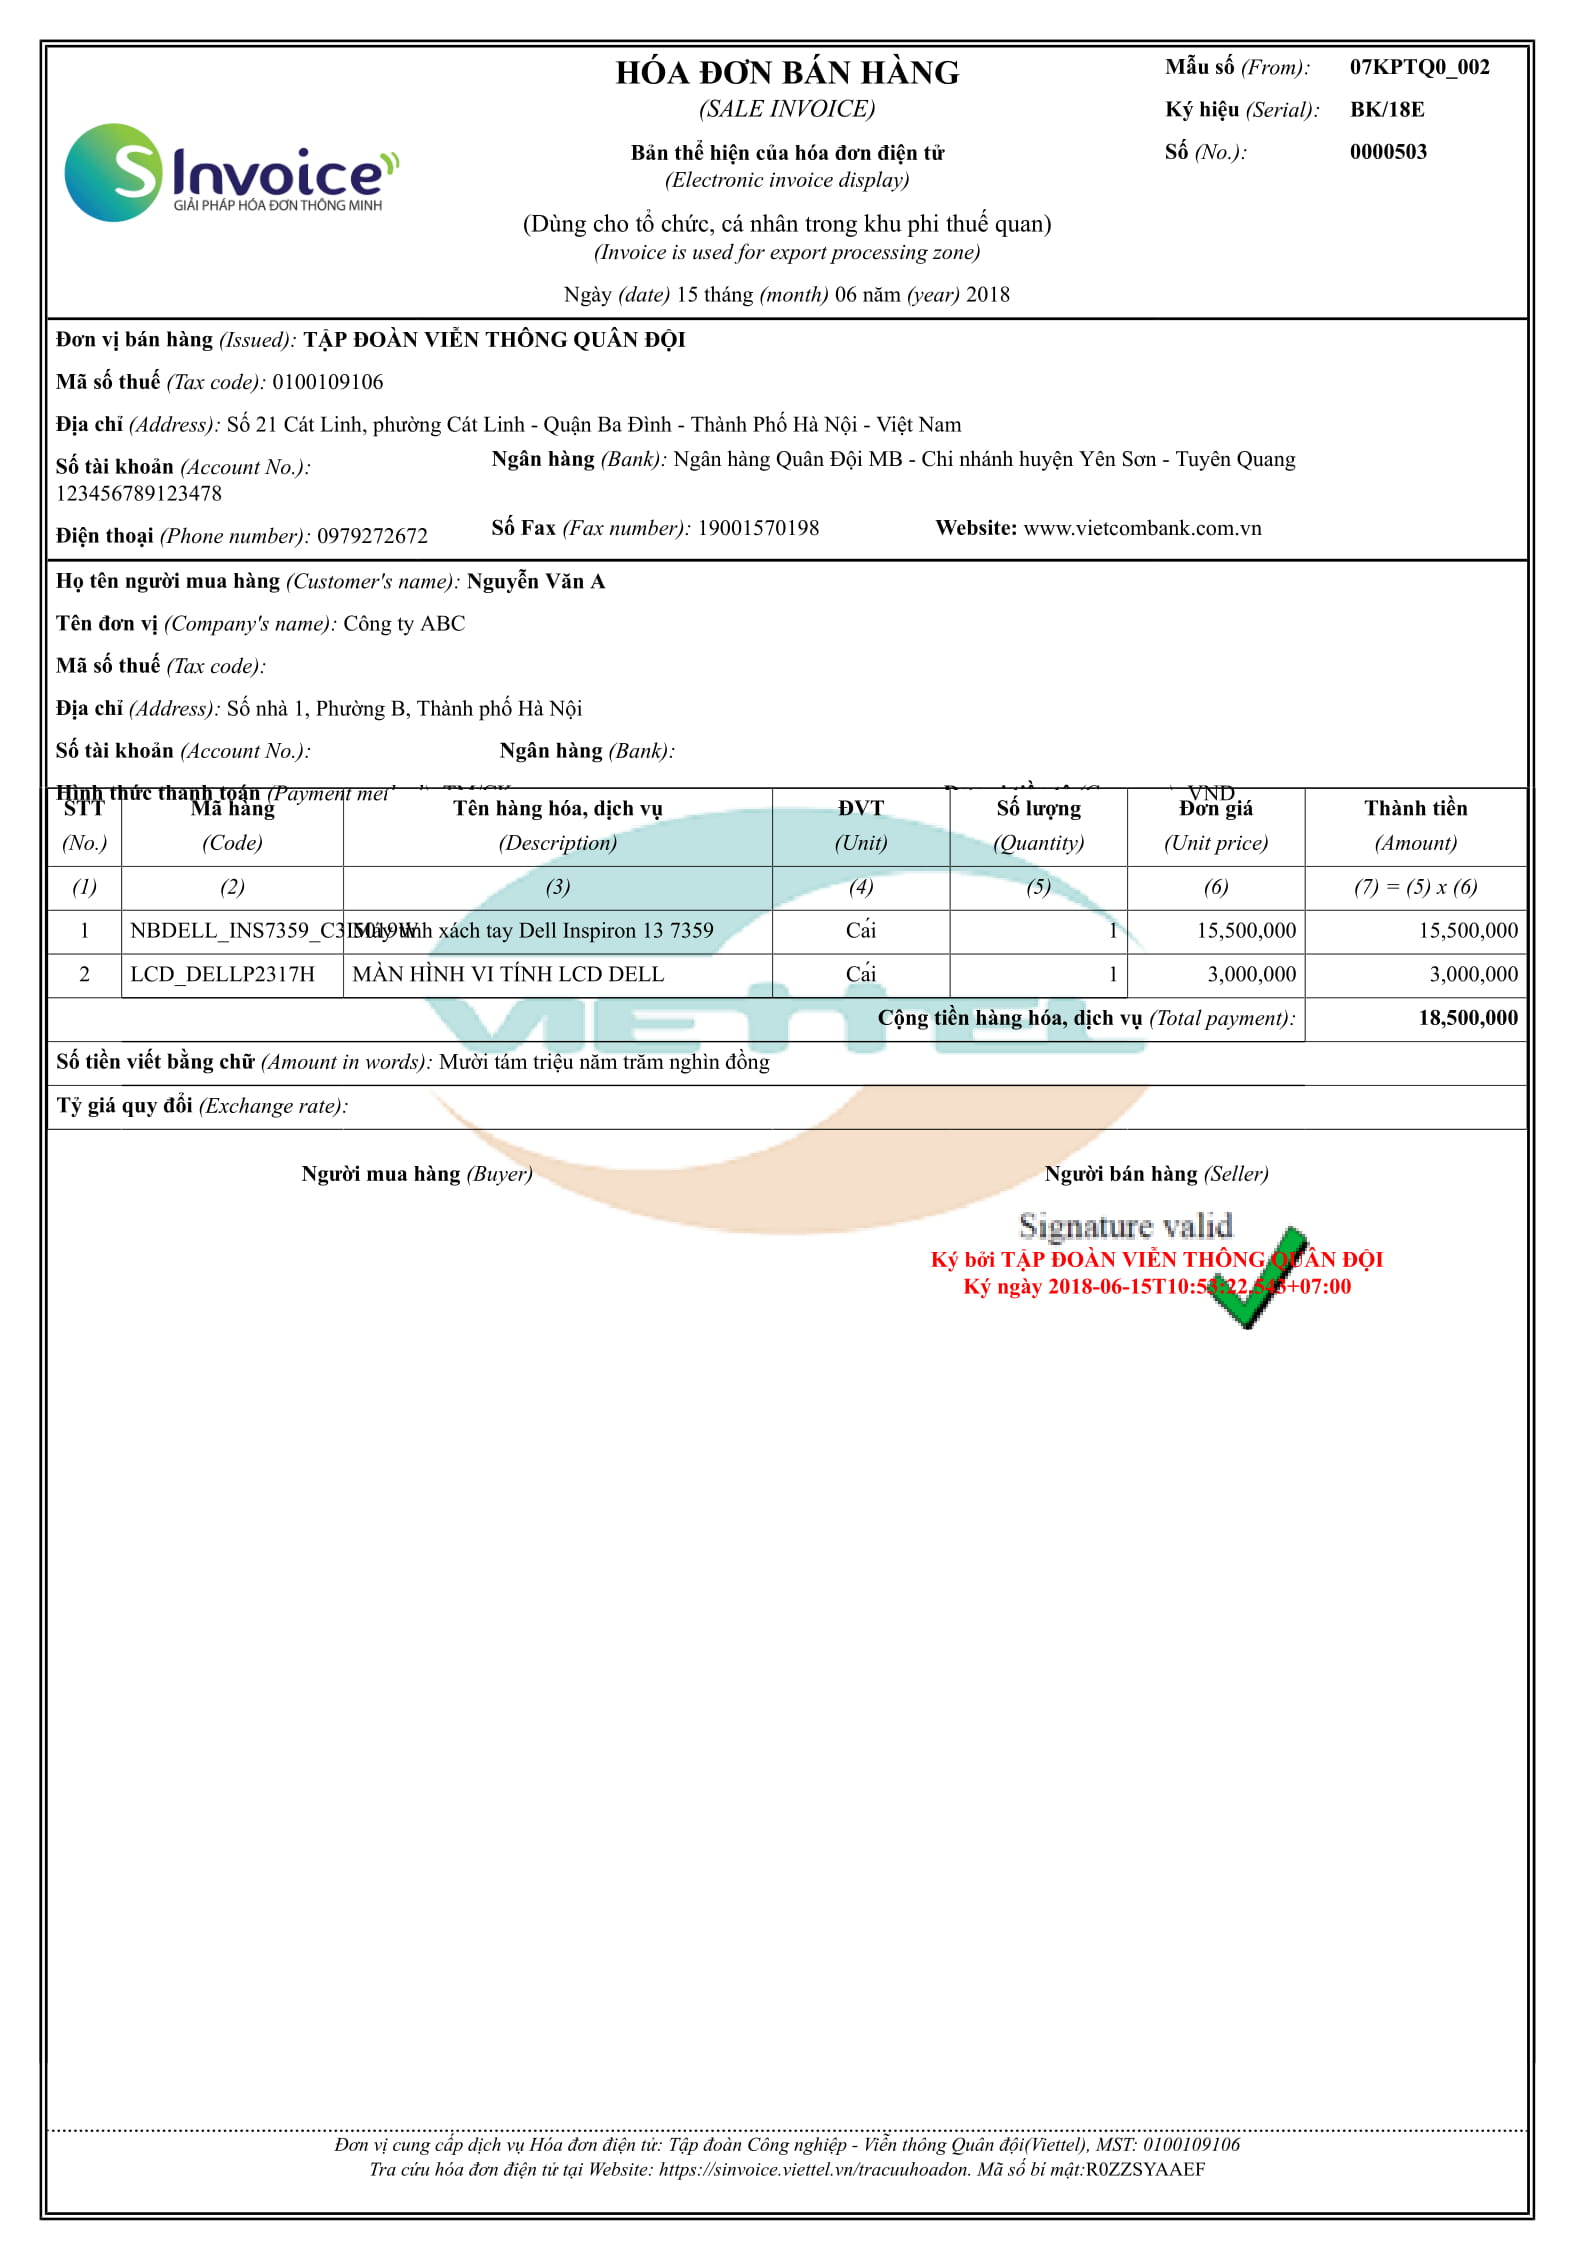 S Invoice
GIẢI PHÁP HÓA ĐƠN THÔNG MINH
HÓA ĐƠN BÁN HÀNG
(SALE INVOICE)
Bản thể hiện của hóa đơn điện tử
(Electronic invoice display)
(Dùng cho tổ chức, cá nhân trong khu phi thuế quan)
(Invoice is used for export processing zone)
Ngày (date) 15 tháng (month) 06 năm (year) 2018
Mẫu số (From): 07KPTQ0_002
Ký hiệu (Serial): BK/18E
Số (No.): 0000503
Đơn vị bán hàng (Issued): TẬP ĐOÀN VIỄN THÔNG QUÂN ĐỘI
Mã số thuế (Tax code): 0100109106
Địa chỉ (Address): Số 21 Cát Linh, phường Cát Linh - Quận Ba Đình - Thành Phố Hà Nội - Việt Nam
Số tài khoản (Account No.): Ngân hàng (Bank): Ngân hàng Quân Đội MB - Chi nhánh huyện Yên Sơn - Tuyên Quang
123456789123478
Điện thoại (Phone number): 0979272672 Số Fax (Fax number): 19001570198 Website: www.vietcombank.com.vn
Họ tên người mua hàng (Customer's name): Nguyễn Văn A
Tên đơn vị (Company's name): Công ty ABC
Mã số thuế (Tax code):
Địa chỉ (Address): Số nhà 1, Phường B, Thành phố Hà Nội
Số tài khoản (Account No.): Ngân hàng (Bank):
Hình thức thanh toán (Payment VND
STT Mã hàng Tên hàng hóa, dịch vụ ĐVT Số lượng Đơn giá Thành tiền
(No.) (Code) (Description) (Unit) (Quantity) (Unit price) (Amount)
(1) (2) (3) (4) (5) (6) (7) = (5) x (6)
1 Máy tính xách tay Dell Inspiron 13 7359 Cái 1 15,500,000 15,500,000
2 LCD_DELLP2317H MÀN HÌNH VI TÍNH LCD DELL Cái 1 3,000,000 3,000,000
Cộng tiền hàng hóa, dịch vụ (Total payment): 18,500,000
VIETTEL
Số tiền viết bằng chữ (Amount in words): Mười tám triệu năm trăm nghìn đồng
Tỷ giá quy đổi (Exchange rate):
Người mua hàng (Buyer) Người bán hàng (Seller)
Signature valid
Ký bởi TẬP ĐOÀN VIỄN THÔNG QUÂN ĐỘI
Ký ngày 2018-06-15T10:53:22.543+07:00
Đơn vị cung cấp dịch vụ Hóa đơn điện tử: Tập đoàn Công nghiệp - Viễn thông Quân đội(Viettel), MST: 0100109106
Tra cứu hóa đơn điện tử tại Website: https://sinvoice.viettel.vn/tracuuhoadon. Mã số bí mật:R0ZZSYAAEF